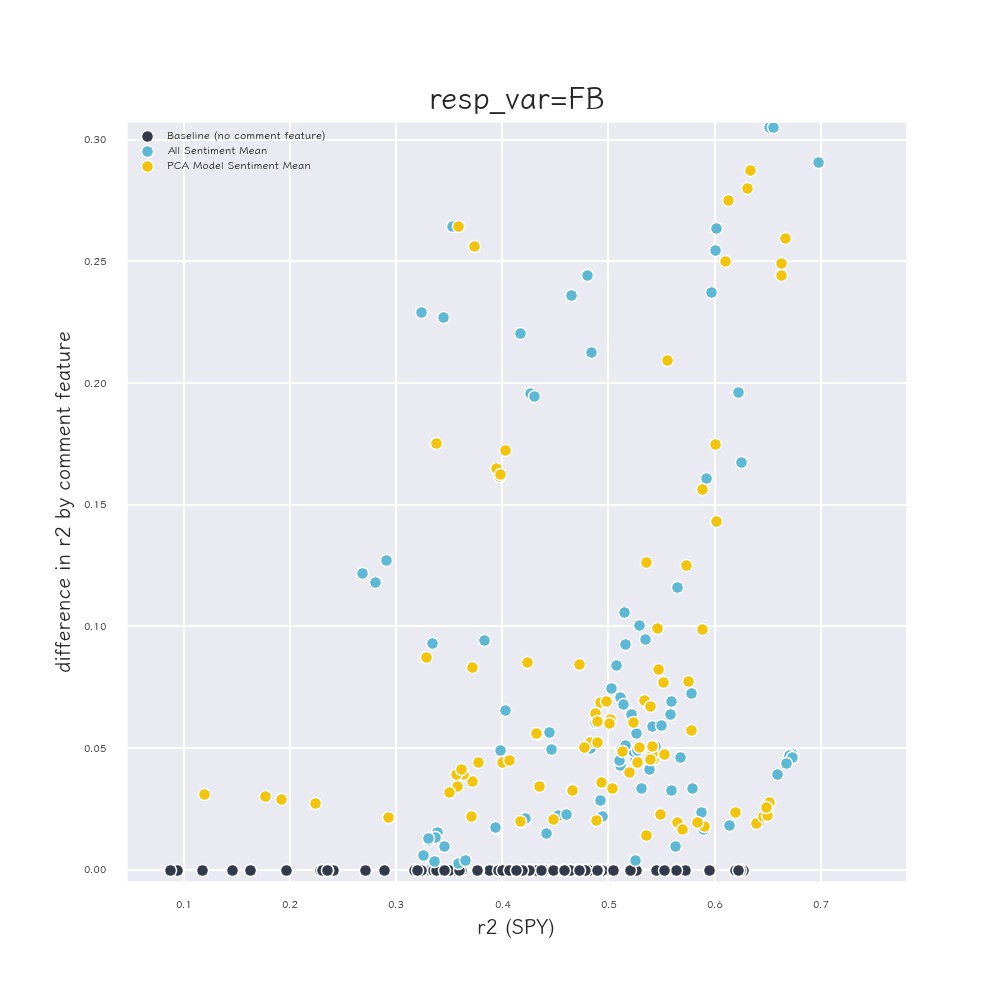 resp_var=FB
Baseline (no comment feature)
All Sentiment Mean
PCA Model Sentiment Mean
difference in r2 by comment feature
0.30
0.25
0.20
0.15
0.10
0.05
0.00
0.1 0.2 0.3 0.4 0.5 0.6 0.7
r2 (SPY)